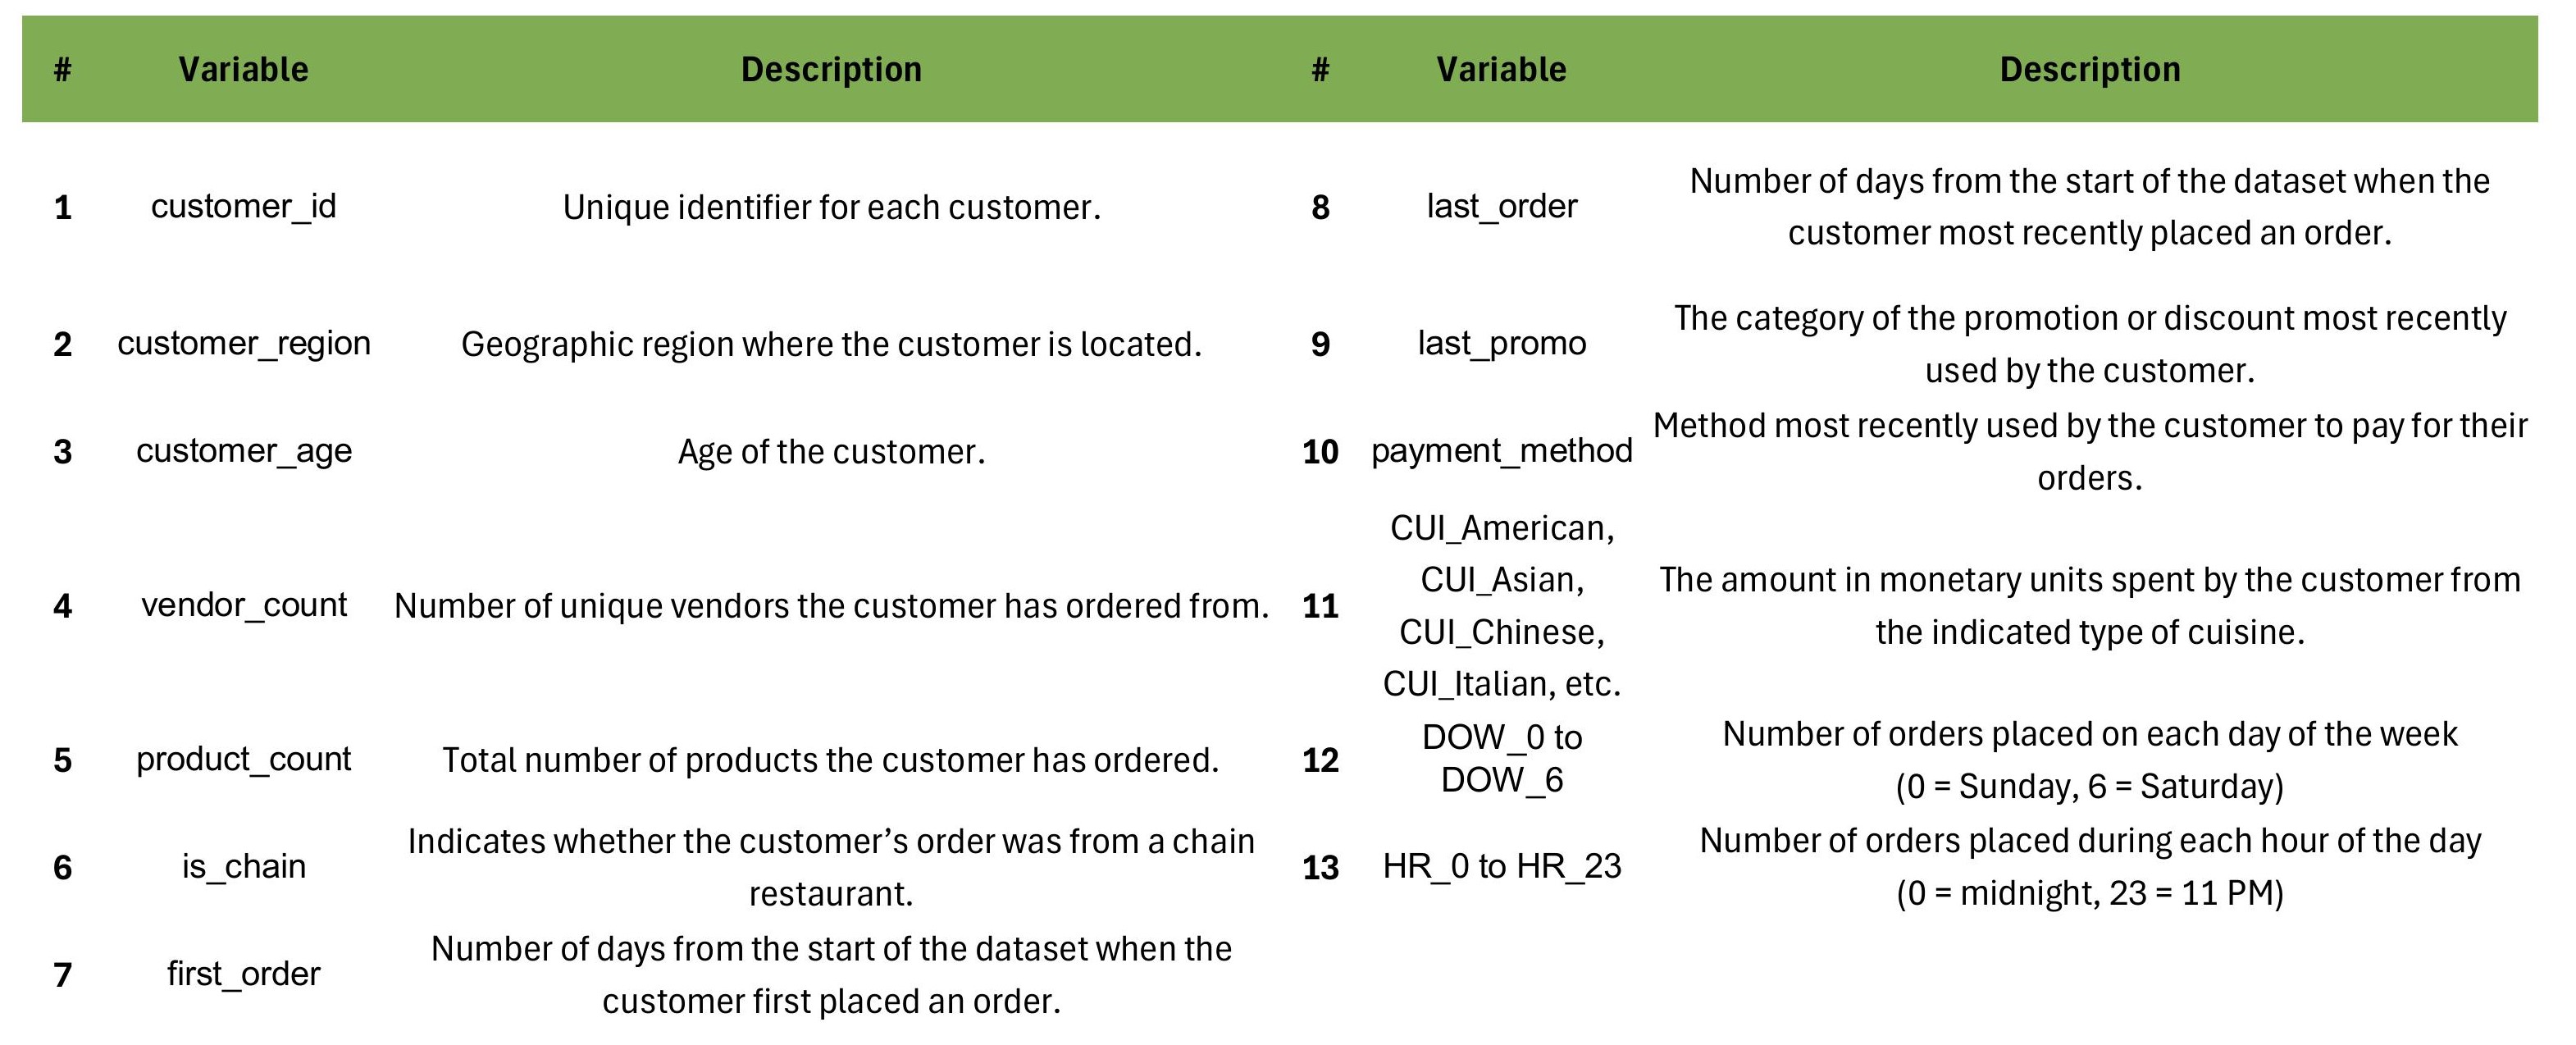 # Variable Description # Variable Description
1 customer_id Unique identifier for each customer. 8 last_order Number of days from the start of the dataset when the
customer most recently placed an order.
2 customer_region Geographic region where the customer is located. 9 last_promo The category of the promotion or discount most recently
used by the customer.
3 customer_age Age of the customer. 10 payment_method Method most recently used by the customer to pay for their
orders.
4 vendor_count Number of unique vendors the customer has ordered from. 11 CUI_American,
CUI_Asian,
CUI_Chinese,
CUI_Italian, etc.
The amount in monetary units spent by the customer from
the indicated type of cuisine.
5 product_count Total number of products the customer has ordered. 12 DOW_0 to
DOW_6
Number of orders placed on each day of the week
(0 = Sunday, 6 = Saturday)
6 is_chain Indicates whether the customer’s order was from a chain
restaurant.
13 HR_0 to HR_23 Number of orders placed during each hour of the day
(0 = midnight, 23 = 11 PM)
7 first_order Number of days from the start of the dataset when the
customer first placed an order.